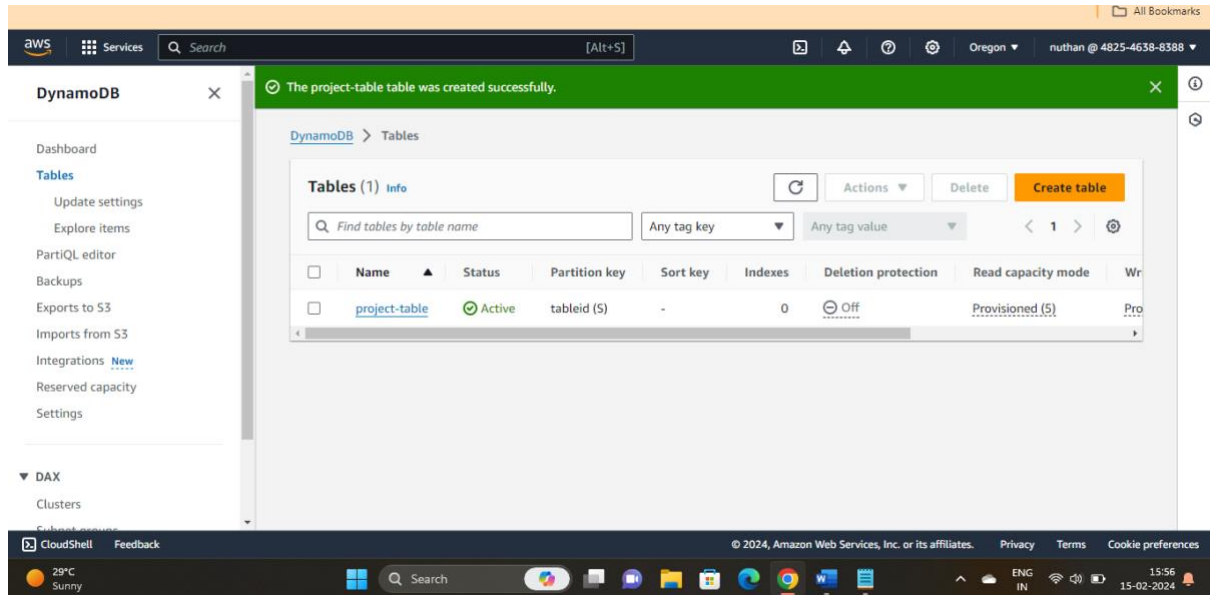 All Bookmarks
aws Services Search [Alt+S] Oregon nuthan @ 4825-4638-8388
DynamoDB
The project-table table was created successfully.
DynamoDB > Tables
Dashboard
Tables
Update settings
Explore items
PartiQL editor
Backups
Exports to S3
Imports from S3
Integrations New
Reserved capacity
Settings
DAX
Clusters
Subnet groups
Tables (1) Info
Actions Delete Create table
Find tables by table name Any tag key Any tag value < 1 >
Name Status Partition key Sort key Indexes Deletion protection Read capacity mode Wr
project-table Active tableid (S) - 0 Off Provisioned (5) Pro
CloudShell Feedback © 2024, Amazon Web Services, Inc. or its affiliates. Privacy Terms Cookie preferences
29°C
Sunny
Search
ENG
IN
15:56
15-02-2024